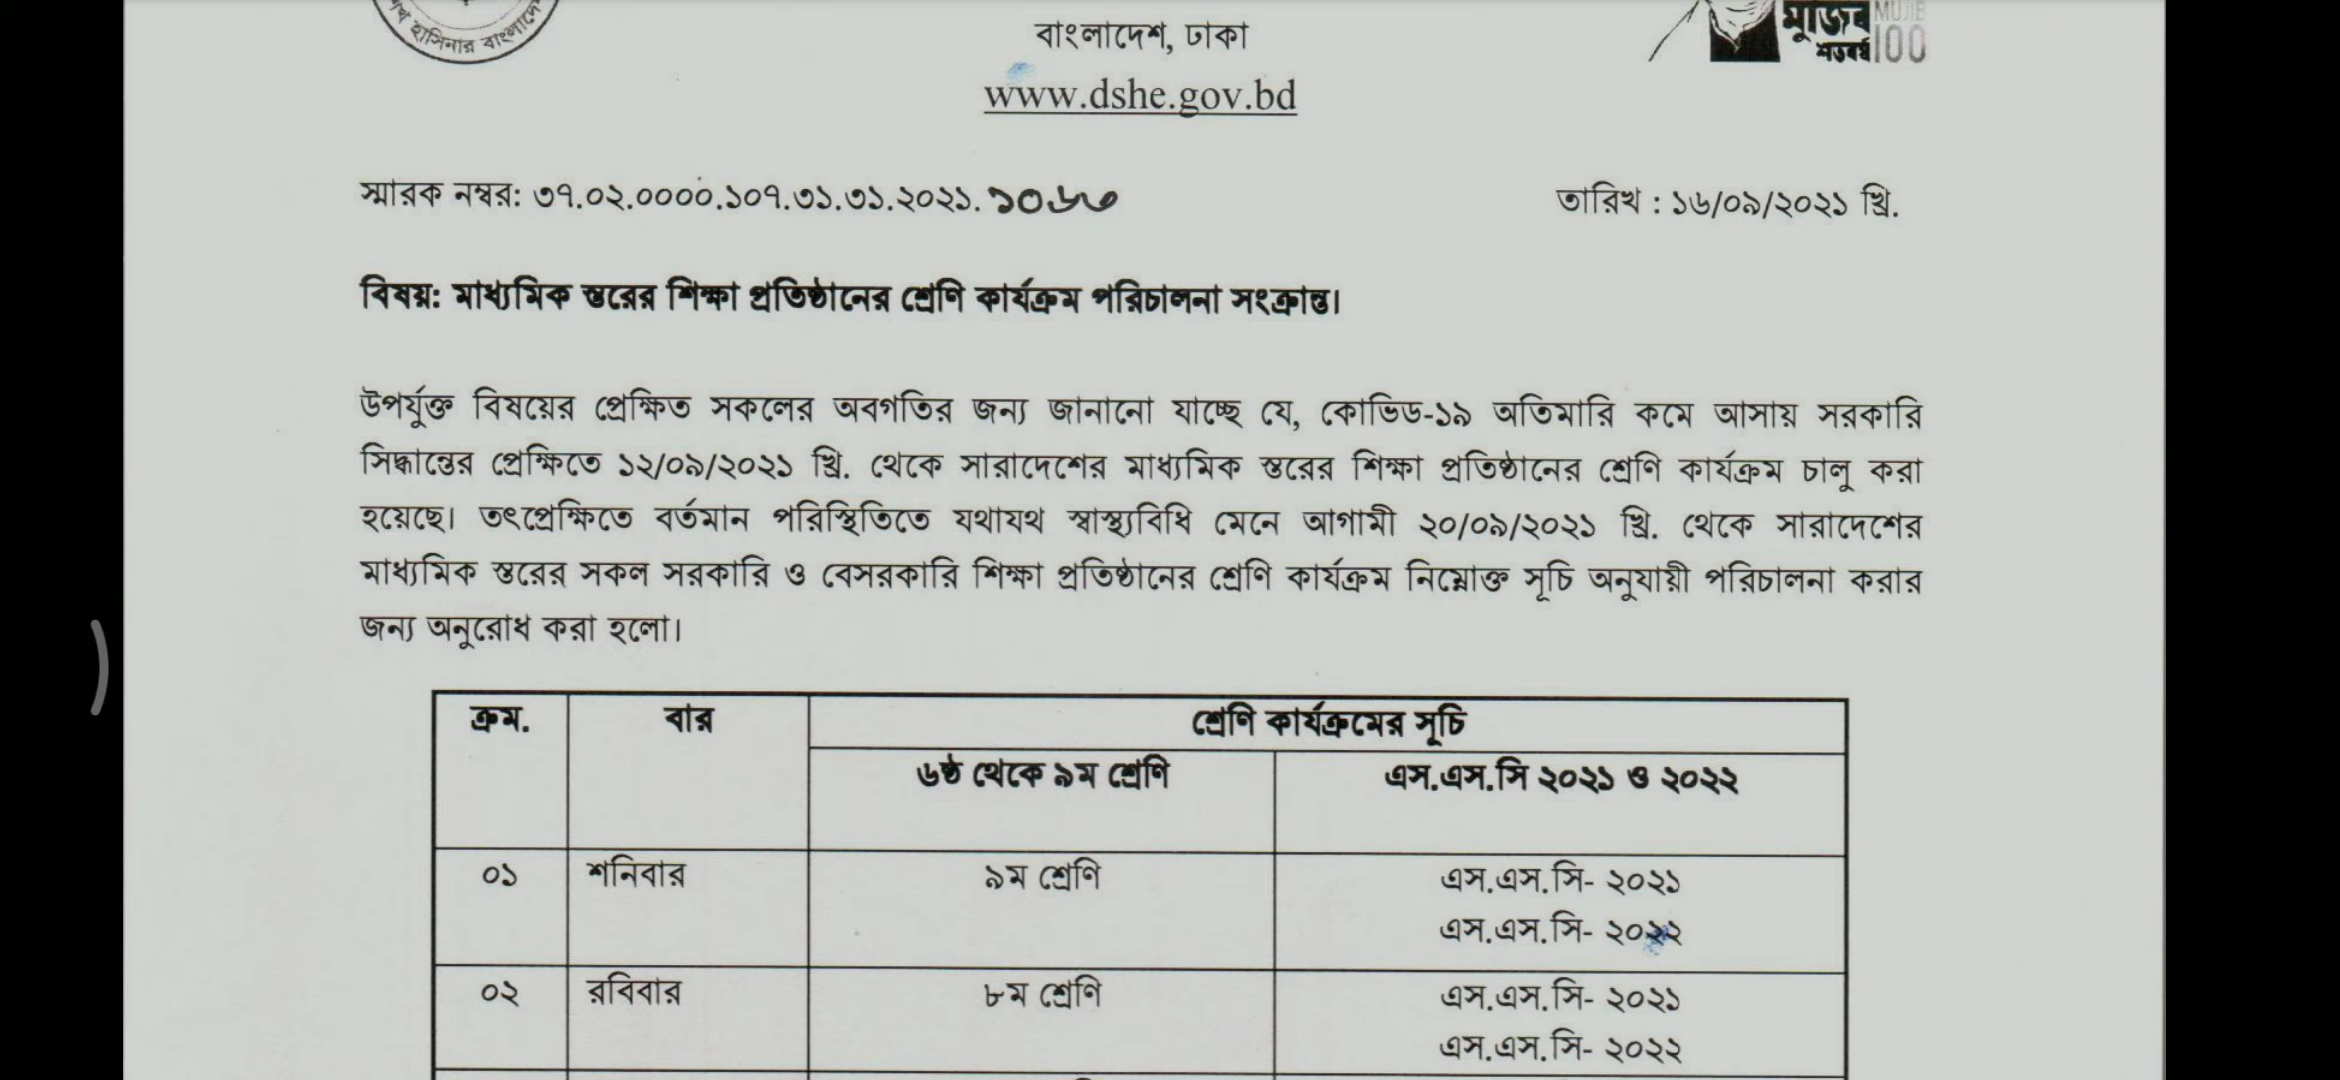 হাসিনার বাংলাদেশ
বাংলাদেশ, ঢাকা
মুজিব MUJIB
শতবর্ষ 100
www.dshe.gov.bd
স্মারক নম্বর: ৩৭.০২.০০০০.১০৭.৩১.৩১.২০২১.
তারিখ : ১৬/০৯/২০২১ খ্রি.
বিষয়: মাধ্যমিক স্তরের শিক্ষা প্রতিষ্ঠানের শ্রেণি কার্যক্রম পরিচালনা সংক্রান্ত।
উপর্যুক্ত বিষয়ের প্রেক্ষিত সকলের অবগতির জন্য জানানো যাচ্ছে যে, কোভিড-১৯ অতিমারি কমে আসায় সরকারি
সিদ্ধান্তের প্রেক্ষিতে ১২/০৯/২০২১ খ্রি. থেকে সারাদেশের মাধ্যমিক স্তরের শিক্ষা প্রতিষ্ঠানের শ্রেণি কার্যক্রম চালু করা
হয়েছে। তৎপ্রেক্ষিতে বর্তমান পরিস্থিতিতে যথাযথ স্বাস্থ্যবিধি মেনে আগামী ২০/০৯/২০২১ খ্রি. থেকে সারাদেশের
মাধ্যমিক স্তরের সকল সরকারি ও বেসরকারি শিক্ষা প্রতিষ্ঠানের শ্রেণি কার্যক্রম নিম্নোক্ত সূচি অনুযায়ী পরিচালনা করার
জন্য অনুরোধ করা হলো।
ক্রম. বার শ্রেণি কার্যক্রমের সূচি
৬ষ্ঠ থেকে ৯ম শ্রেণি এস.এস.সি ২০২১ ও ২০২২
০১ শনিবার ৯ম শ্রেণি এস.এস.সি- ২০২১
এস.এস.সি- ২০২২
০২ রবিবার ৮ম শ্রেণি এস.এস.সি- ২০২১
এস.এস.সি- ২০২২